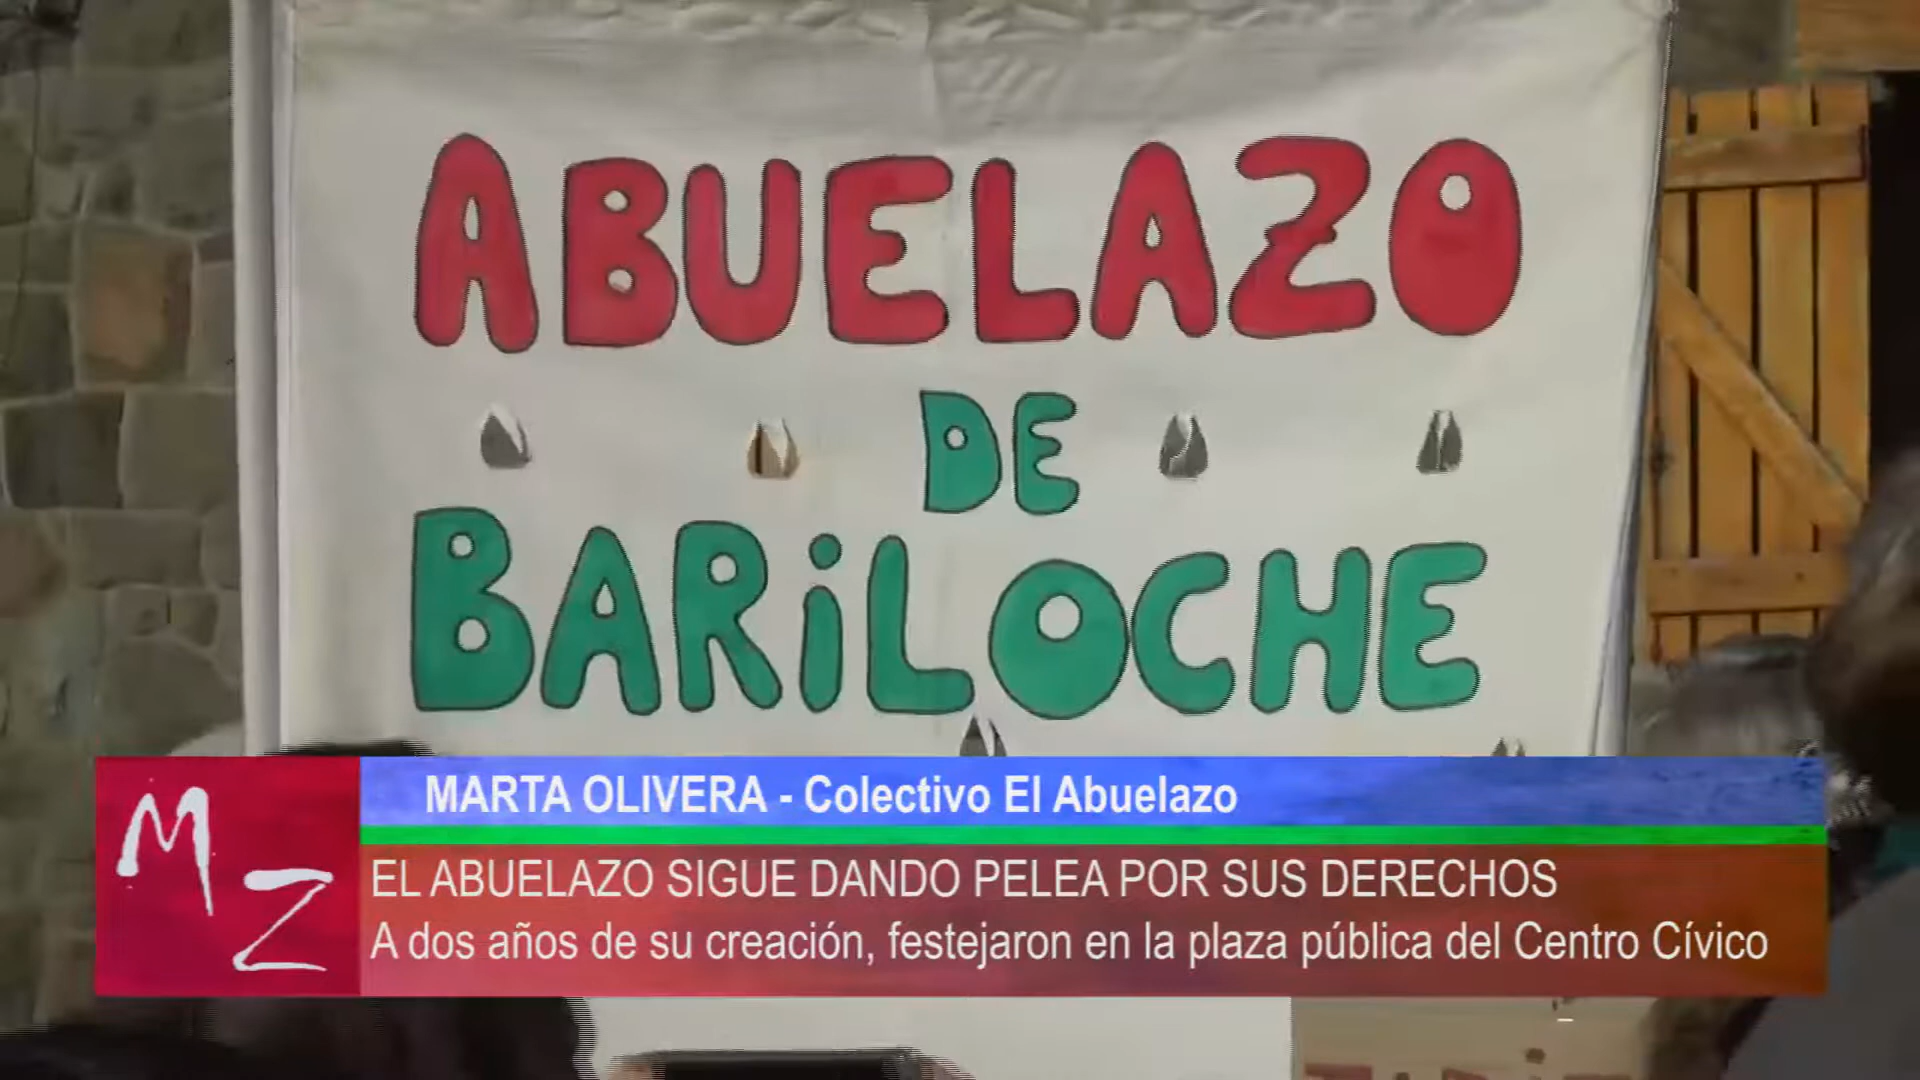 ABUELAZO
DE
BARiLOCHE
MARTA OLIVERA - Colectivo El Abuelazo
MZ
EL ABUELAZO SIGUE DANDO PELEA POR SUS DERECHOS
A dos años de su creación, festejaron en la plaza pública del Centro Cívico